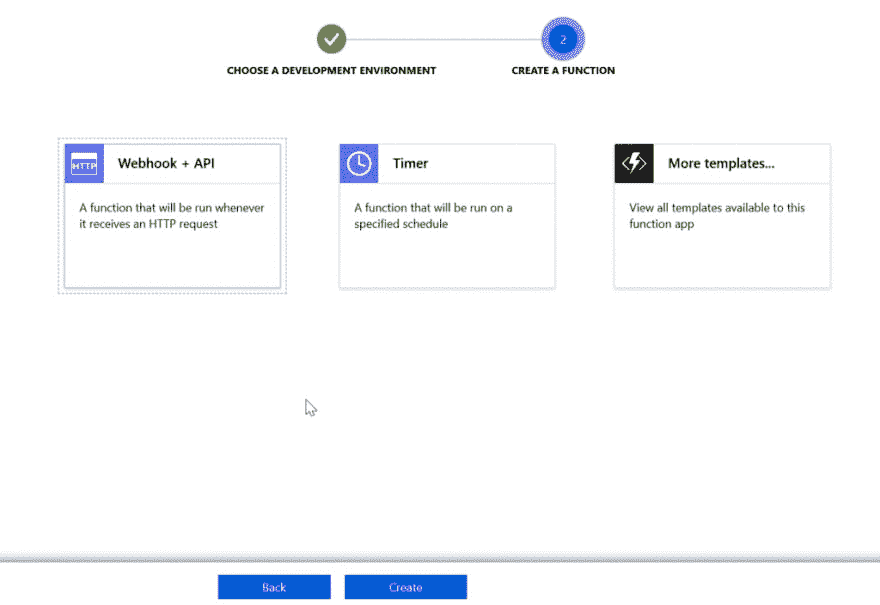 2
CHOOSE A DEVELOPMENT ENVIRONMENT
CREATE A FUNCTION
HTTP
Webhook + API
A function that will be run whenever
it receives an HTTP request
Timer
A function that will be run on a
specified schedule
More templates...
View all templates available to this
function app
Back
Create